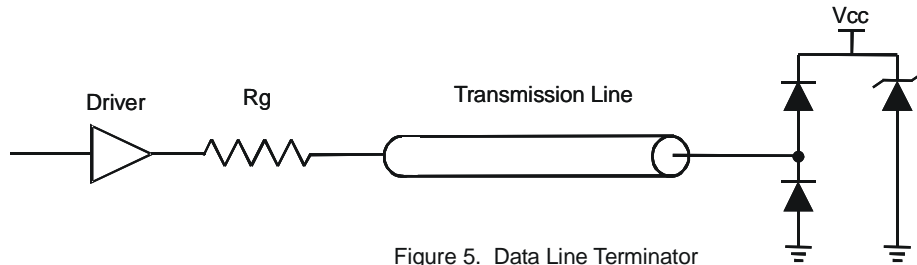 Vcc
Driver
Rg
Transmission Line
Figure 5. Data Line Terminator